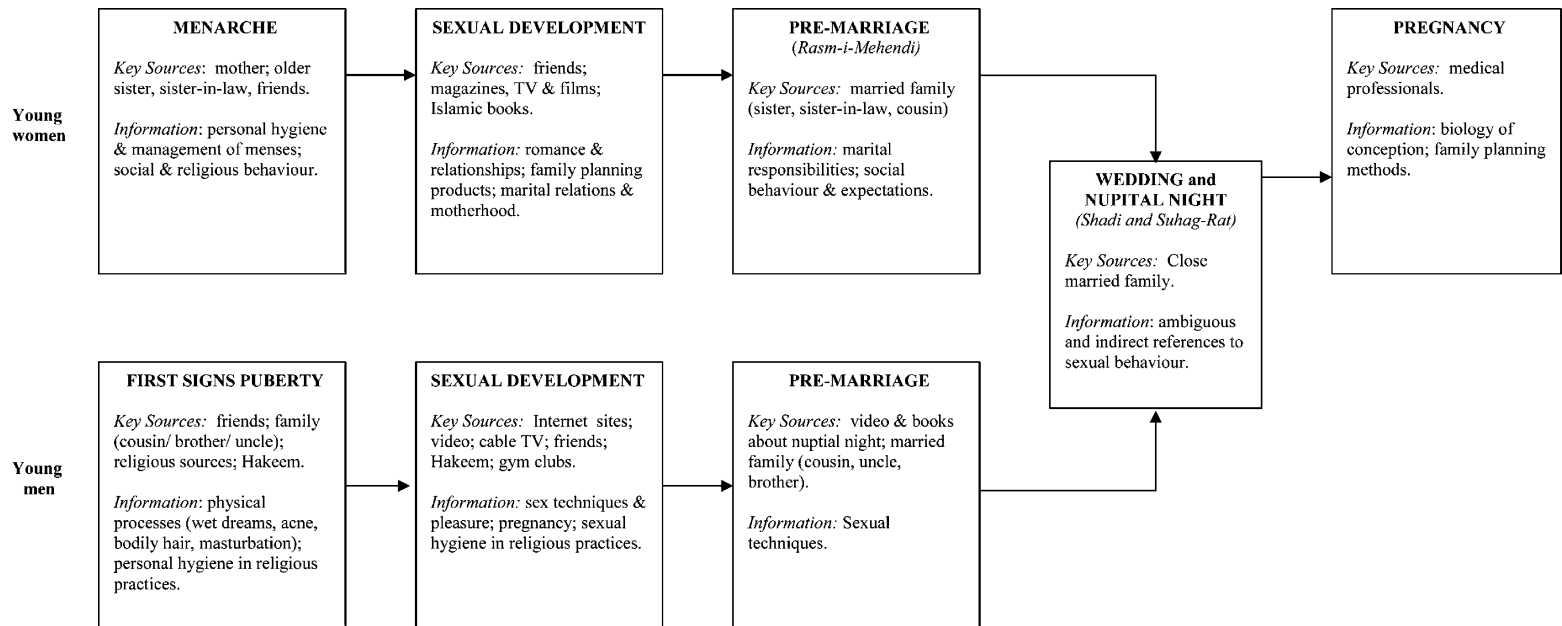 Young
women
MENARCHE
Key Sources: mother; older
sister, sister-in-law, friends.
Information: personal hygiene
& management of menses;
social & religious behaviour.
SEXUAL DEVELOPMENT
Key Sources: friends;
magazines, TV & films;
Islamic books.
Information: romance &
relationships; family planning
products; marital relations &
motherhood.
PRE-MARRIAGE
(Rasm-i-Mehendi)
Key Sources: married family
(sister, sister-in-law, cousin)
Information: marital
responsibilities; social
behaviour & expectations.
WEDDING and
NUPITAL NIGHT
(Shadi and Suhag-Rat)
Key Sources: Close
married family.
Information: ambiguous
and indirect references to
sexual behaviour.
PREGNANCY
Key Sources: medical
professionals.
Information: biology of
conception; family planning
methods.
Young
men
FIRST SIGNS PUBERTY
Key Sources: friends; family
(cousin/ brother/ uncle);
religious sources; Hakeem.
Information: physical
processes (wet dreams, acne,
bodily hair, masturbation);
personal hygiene in religious
practices.
SEXUAL DEVELOPMENT
Key Sources: Internet sites;
video; cable TV; friends;
Hakeem; gym clubs.
Information: sex techniques &
pleasure; pregnancy; sexual
hygiene in religious practices.
PRE-MARRIAGE
Key Sources: video & books
about nuptial night; married
family (cousin, uncle,
brother).
Information: Sexual
techniques.